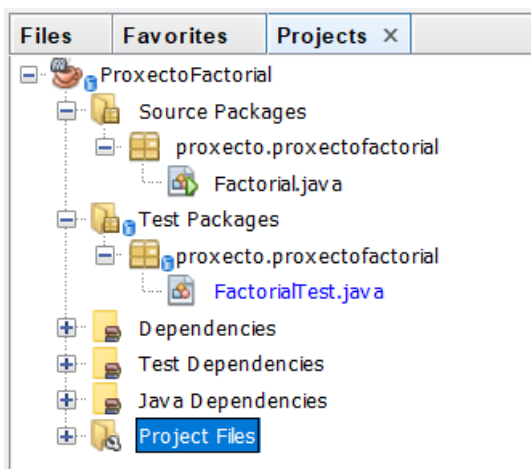 Files Favorites Projects ×
ProxectoFactorial
Source Packages
proxecto.proxectofactorial
Factorial.java
Test Packages
proxecto.proxectofactorial
FactorialTest.java
Dependencies
Test Dependencies
Java Dependencies
Project Files